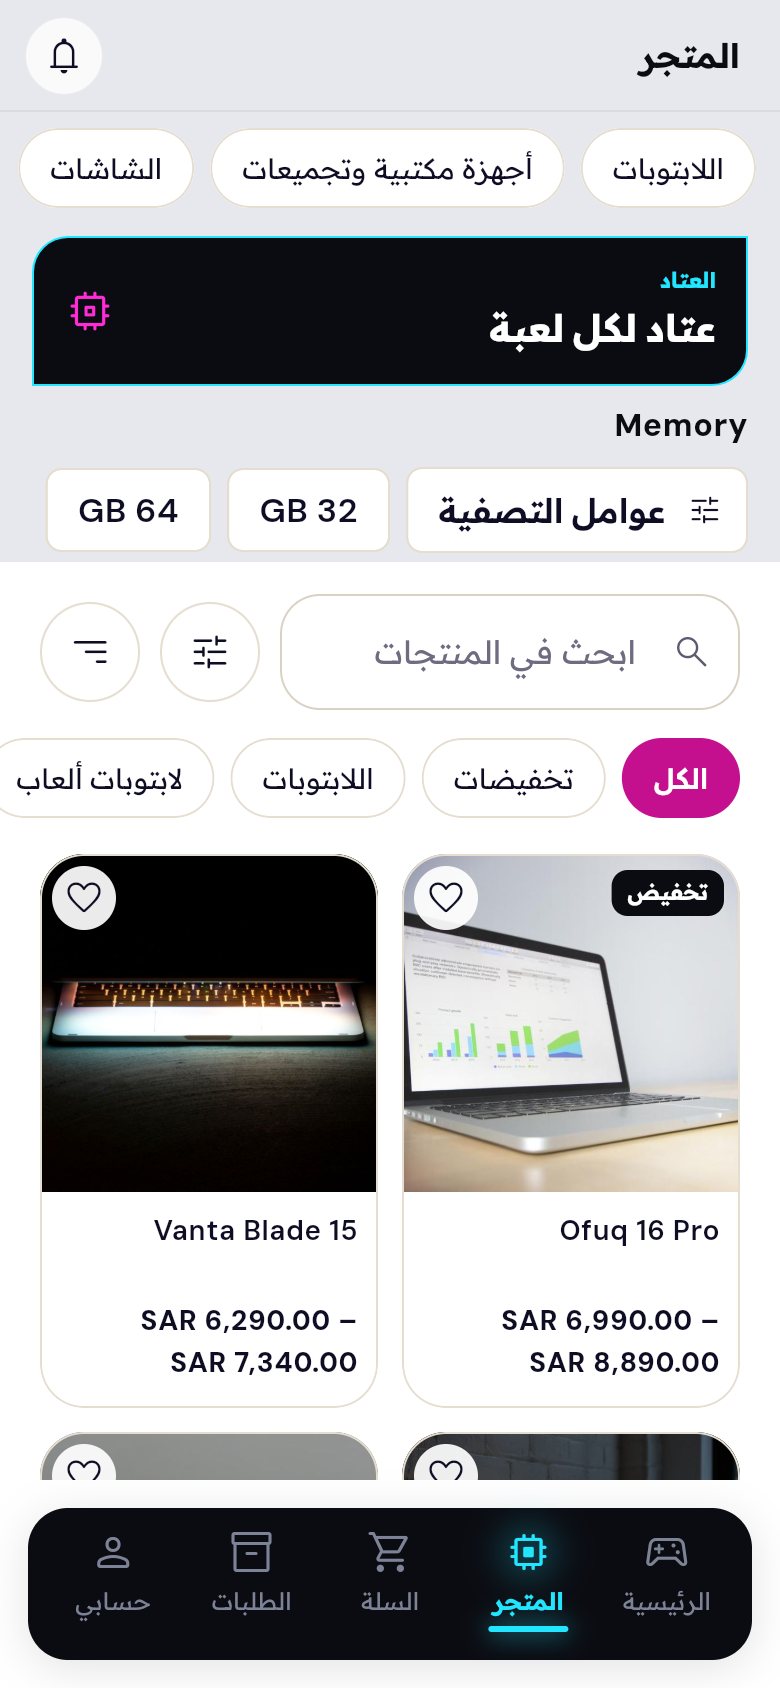 المتجر
اللابتوبات
أجهزة مكتبية وتجميعات
الشاشات
العتاد
عتاد لكل لعبة
Memory
عوامل التصفية
32 GB
64 GB
ابحث في المنتجات
الكل
تخفيضات
اللابتوبات
لابتوبات ألعاب
تخفيض
Ofuq 16 Pro
SAR 6,990.00 –
SAR 8,890.00
Vanta Blade 15
SAR 6,290.00 –
SAR 7,340.00
الرئيسية
المتجر
السلة
الطلبات
حسابي